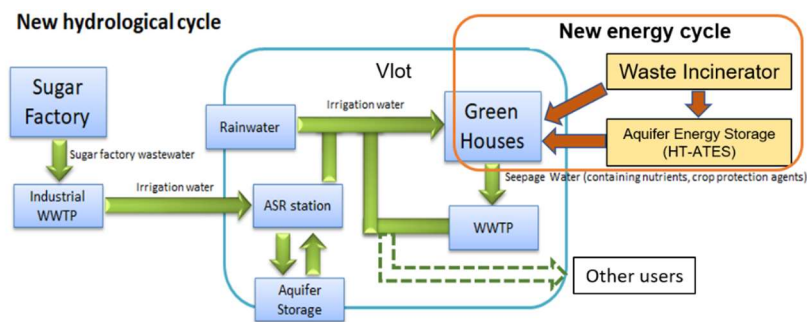 New hydrological cycle
New energy cycle
Vlot
Sugar
Factory
Waste Incinerator
Irrigation water
Green
Houses
Rainwater
Aquifer Energy Storage
(HT-ATES)
Sugar factory wastewater
Seepage Water (containing nutrients, crop protection agents)
Irrigation water
Industrial
WWTP
ASR station
WWTP
Other users
Aquifer
Storage